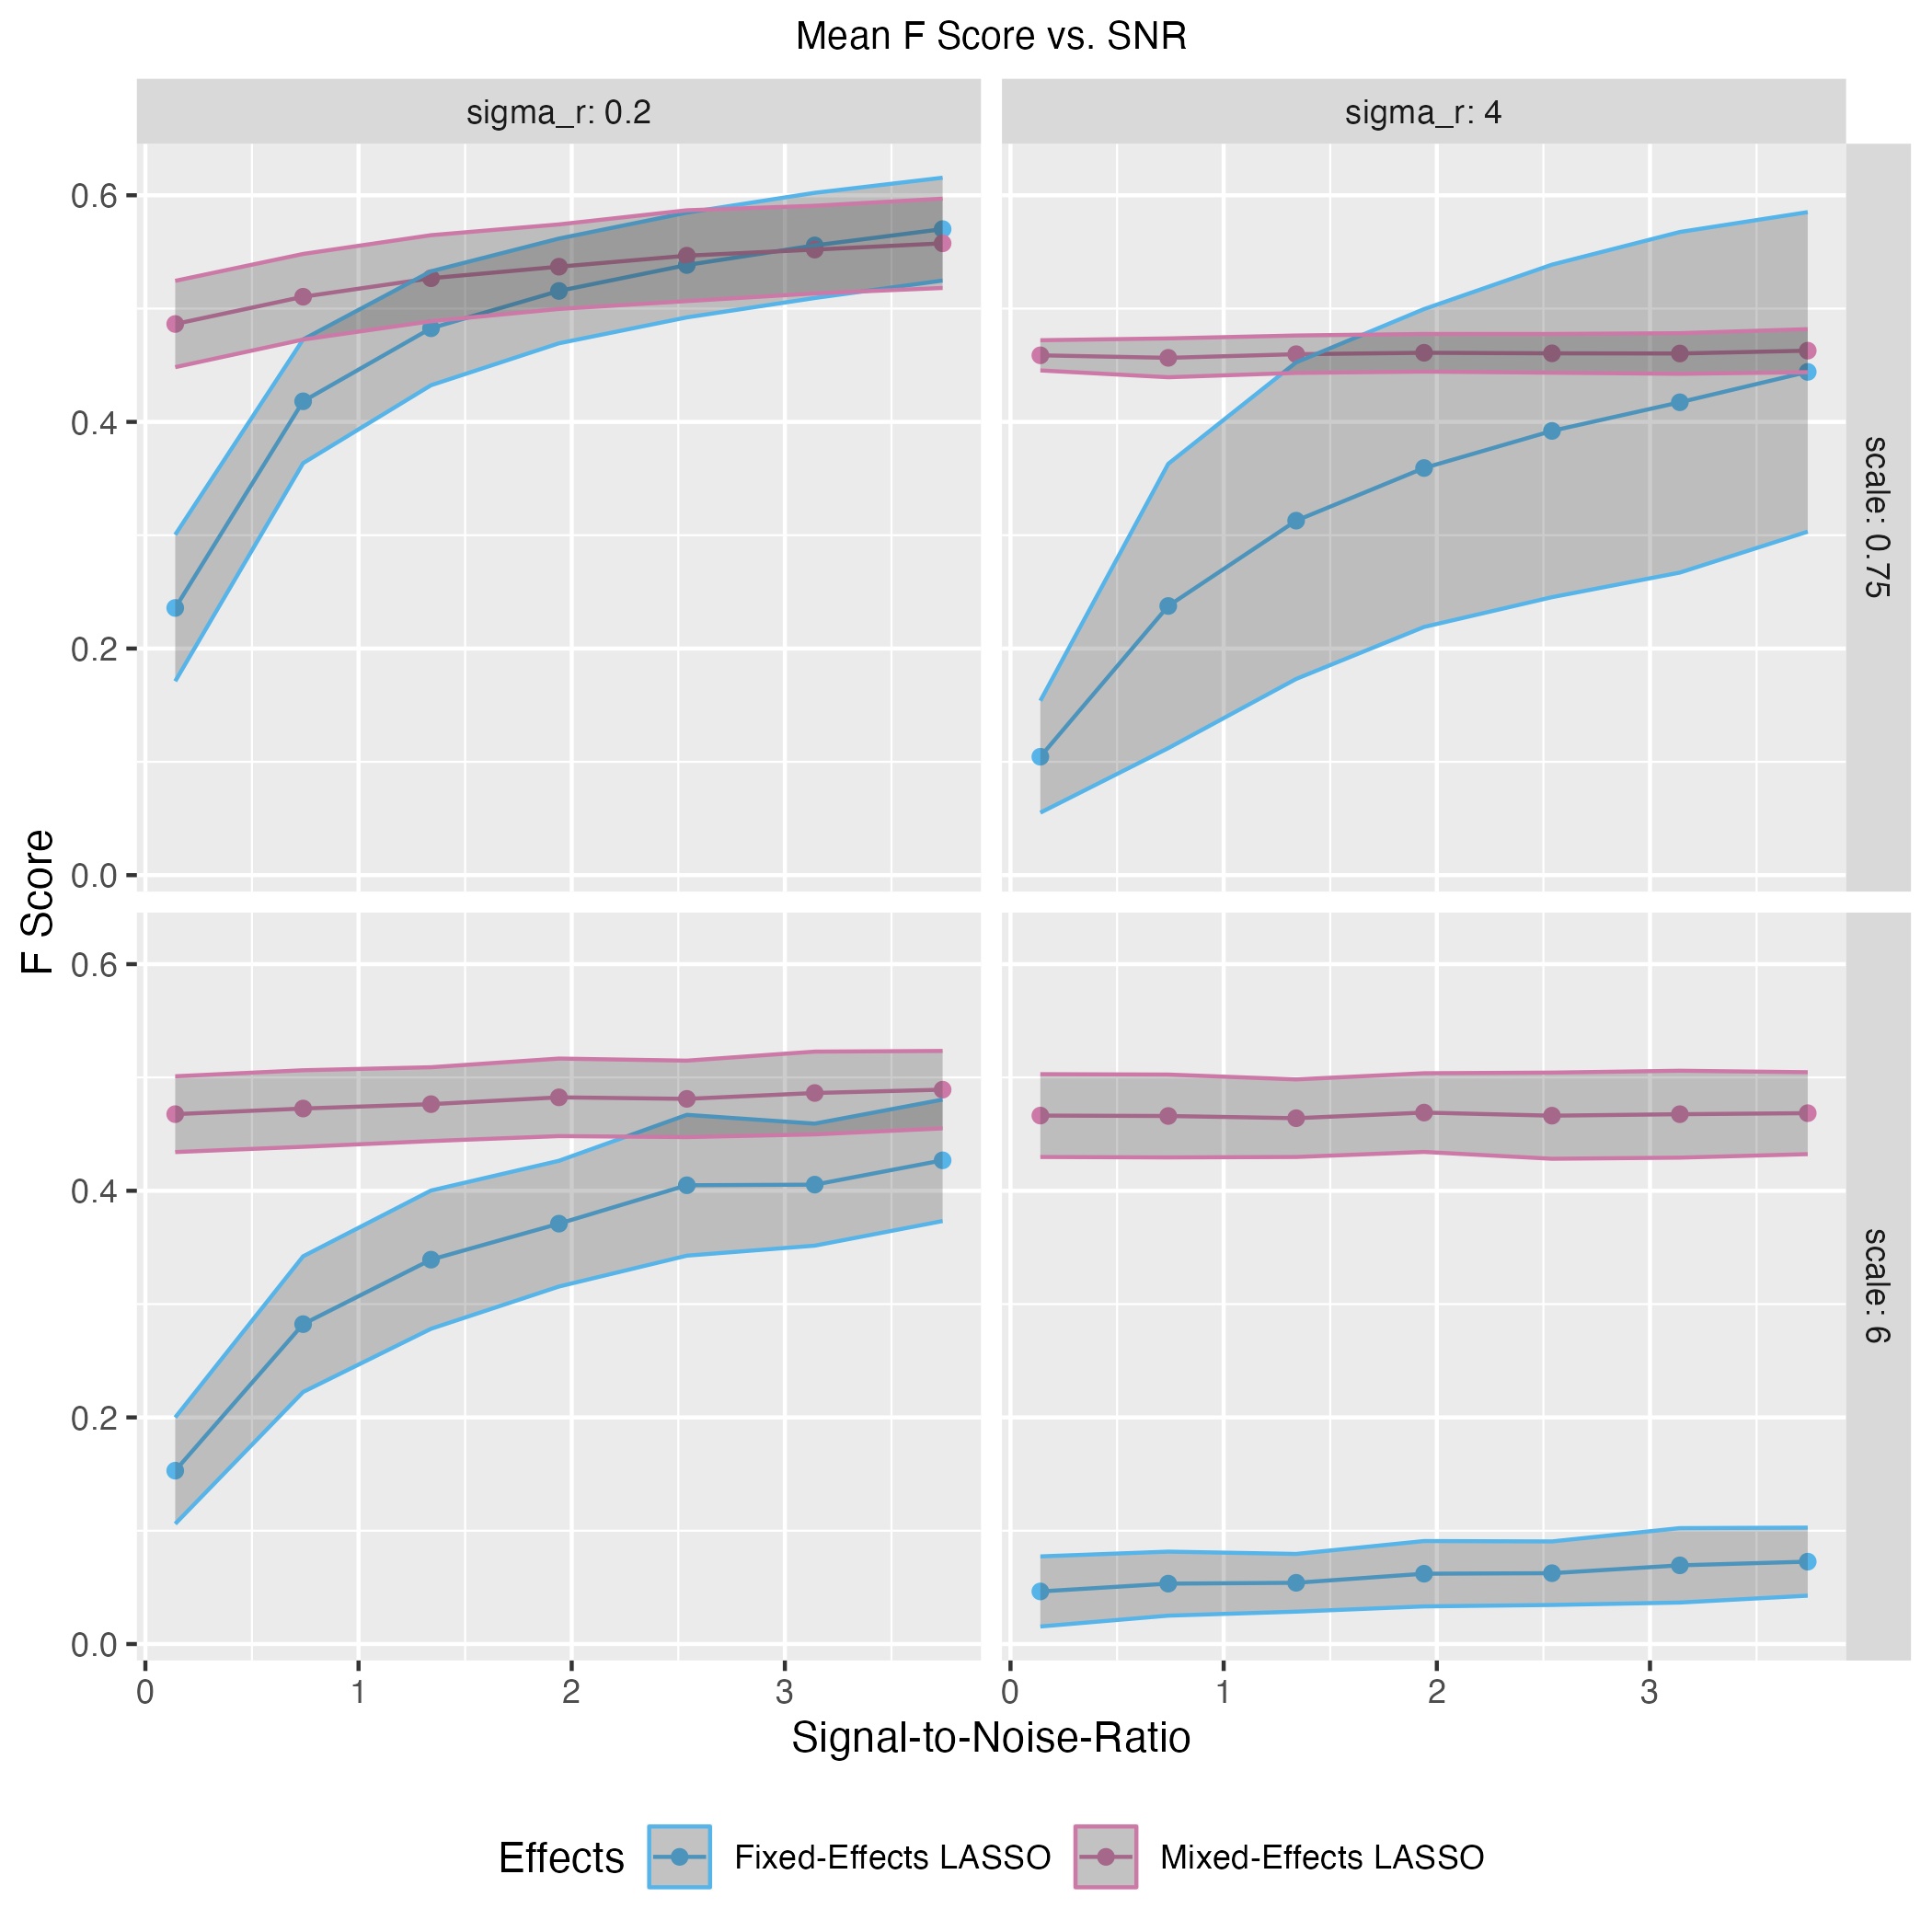 Mean F Score vs. SNR
sigma_r: 0.2
sigma_r: 4
0.6
0.4
0.2
0.0
scale: 0.75
F Score
0.6
0.4
0.2
0.0
scale: 6
0 1 2 3
0 1 2 3
Signal-to-Noise-Ratio
Effects Fixed-Effects LASSO Mixed-Effects LASSO